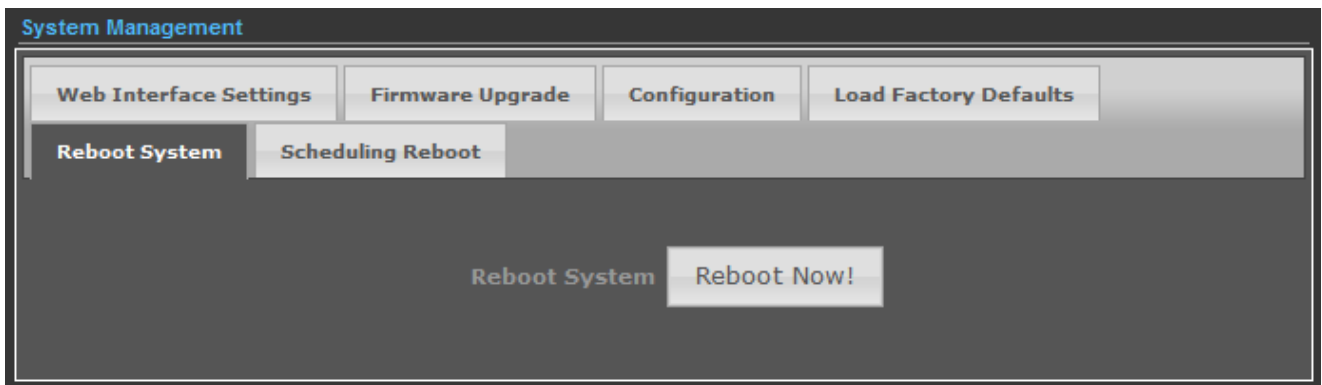 System Management
Web Interface Settings Firmware Upgrade Configuration Load Factory Defaults
Reboot System Scheduling Reboot
Reboot System Reboot Now!